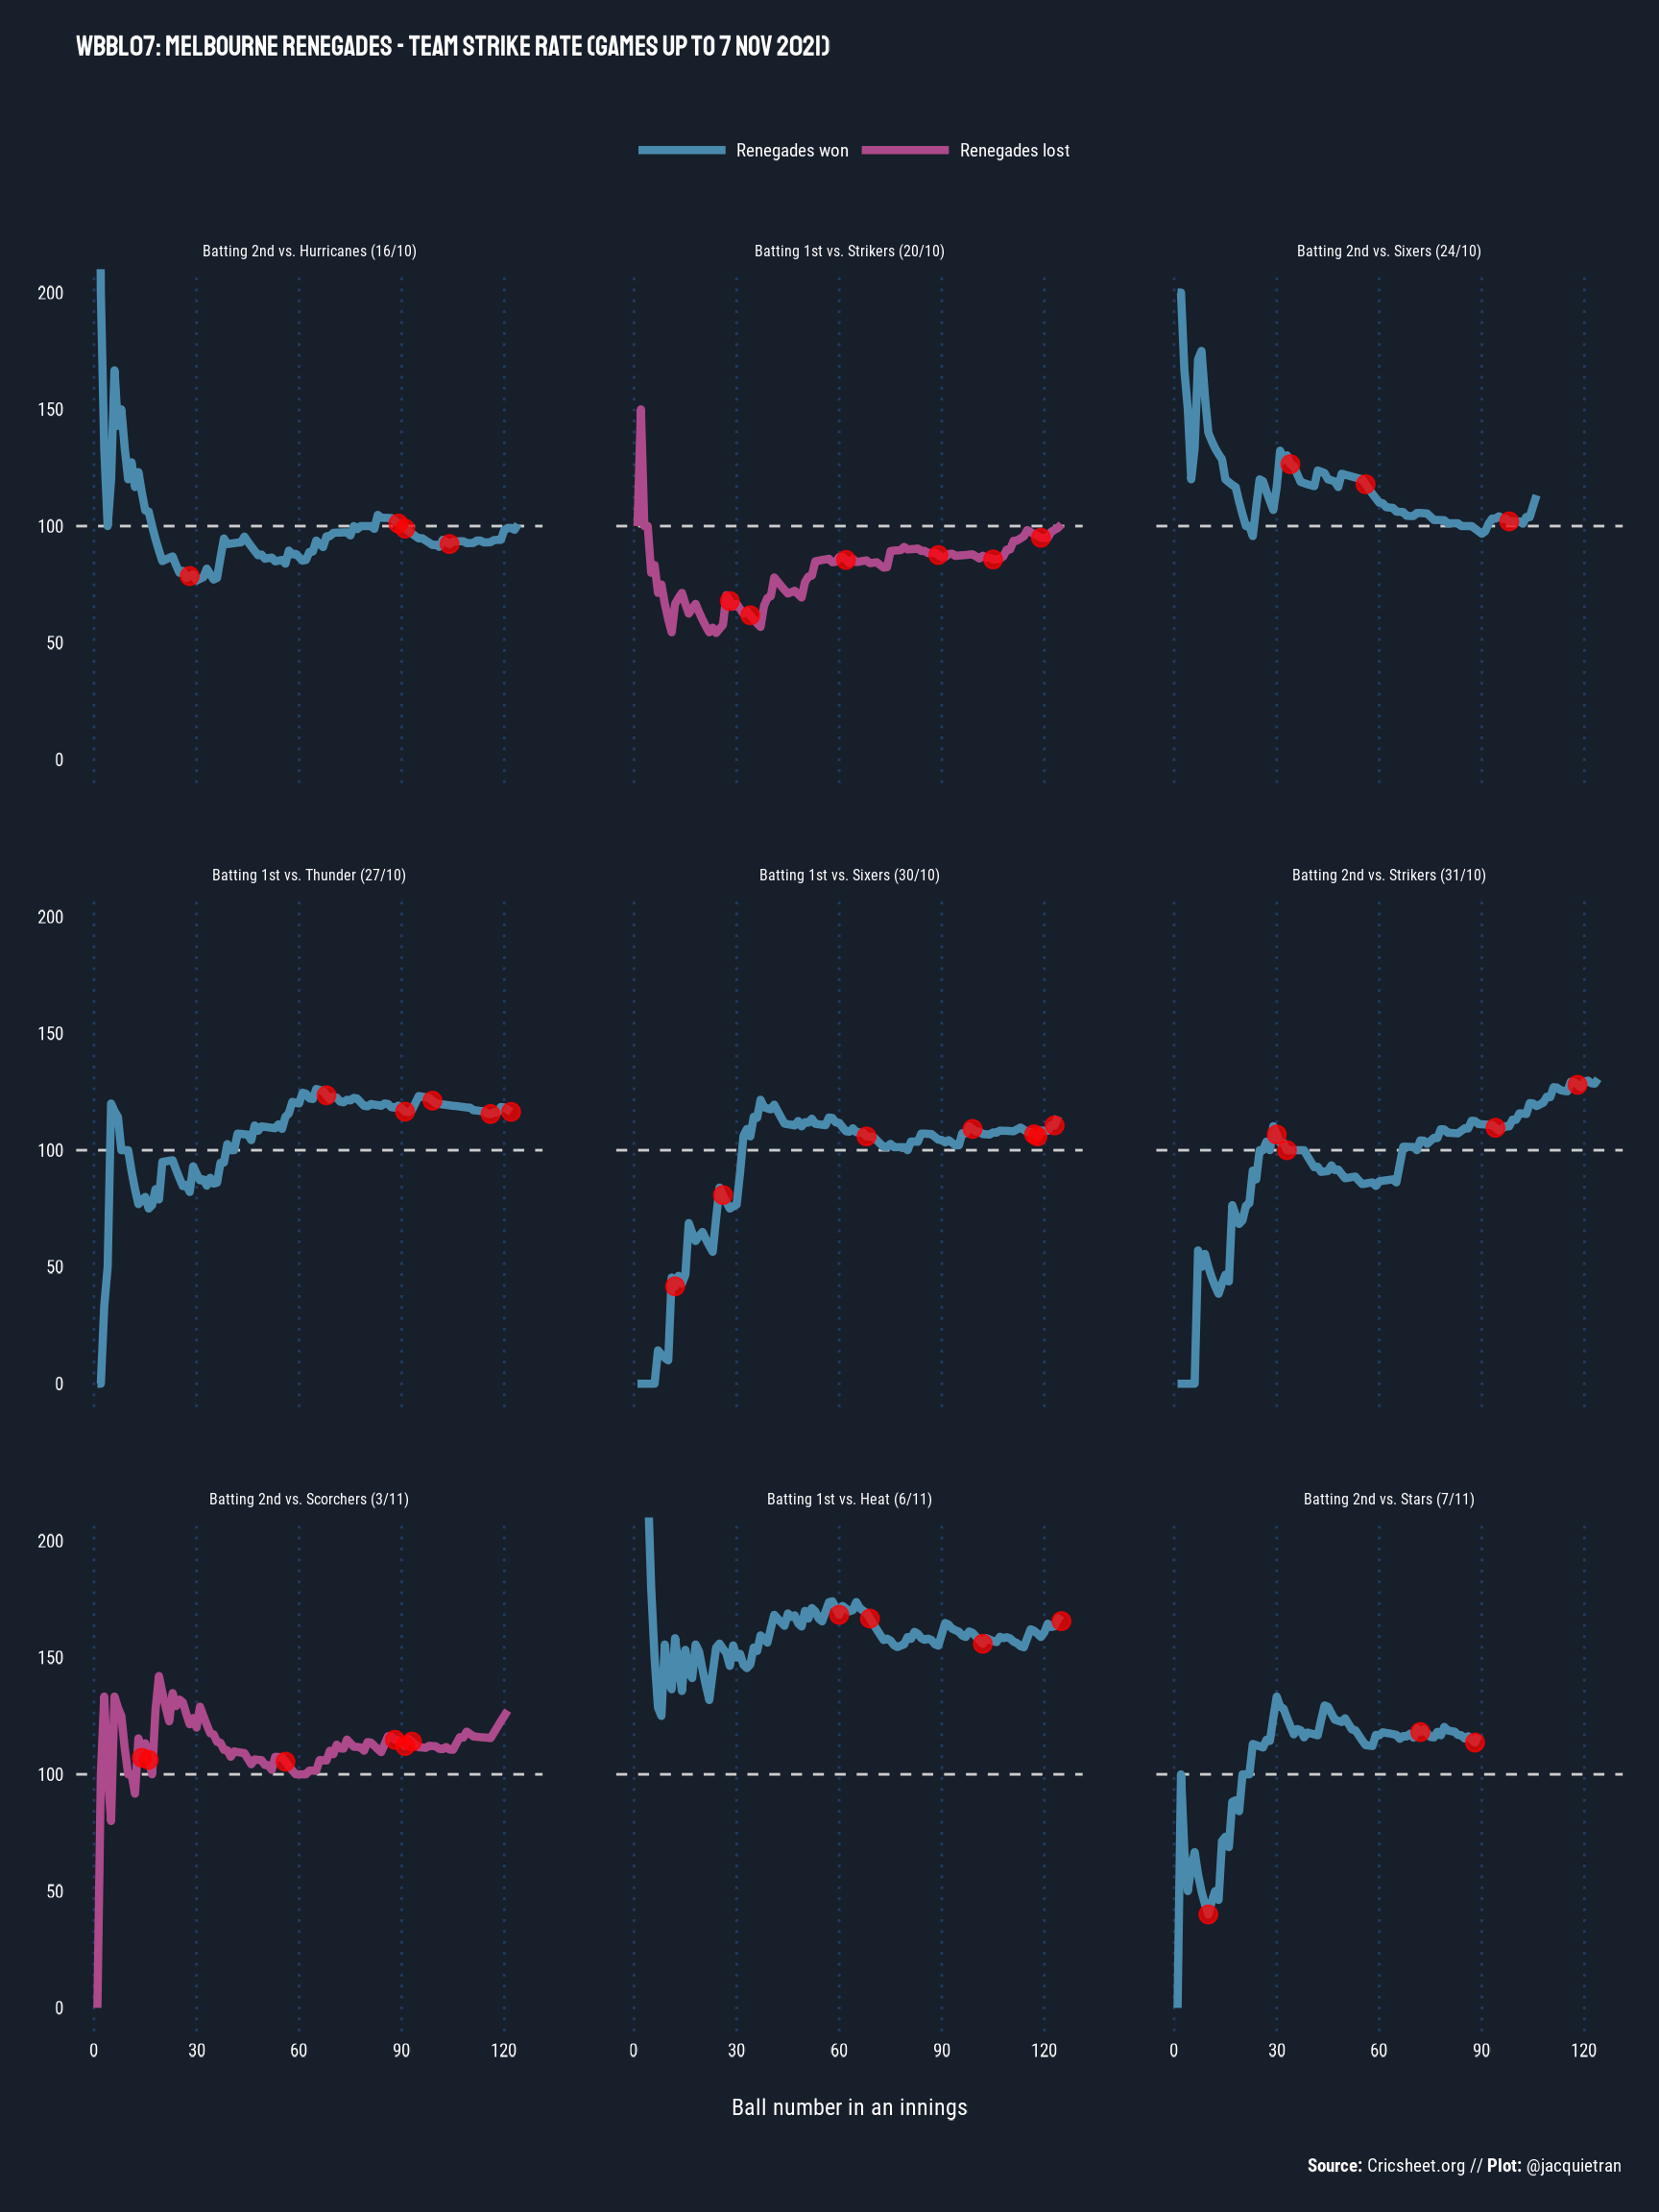 WBBL07: MELBOURNE RENEGADES - TEAM STRIKE RATE (GAMES UP TO 7 NOV 2021)
Renegades won Renegades lost
Batting 2nd vs. Hurricanes (16/10) Batting 1st vs. Strikers (20/10) Batting 2nd vs. Sixers (24/10)
200
150
100
50
0
Batting 1st vs. Thunder (27/10) Batting 1st vs. Sixers (30/10) Batting 2nd vs. Strikers (31/10)
200
150
100
50
0
Batting 2nd vs. Scorchers (3/11) Batting 1st vs. Heat (6/11) Batting 2nd vs. Stars (7/11)
200
150
100
50
0
0 30 60 90 120 0 30 60 90 120 0 30 60 90 120
Ball number in an innings
Source: Cricsheet.org // Plot: @jacquietran